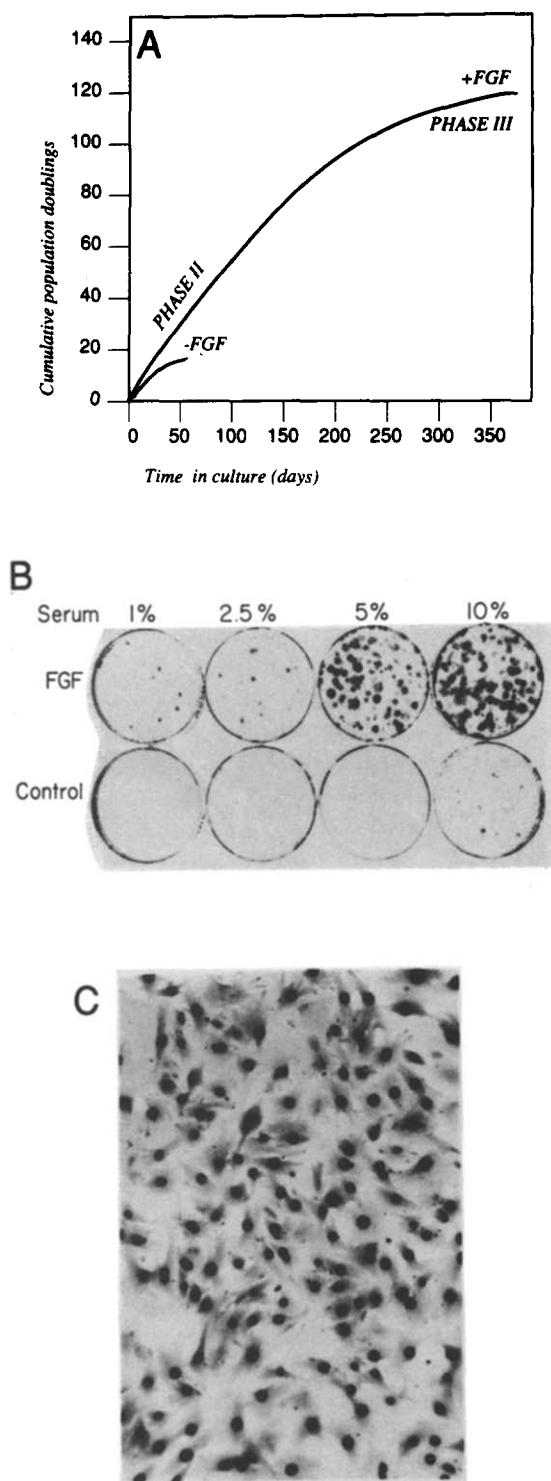 A
140
120
100
80
60
40
20
0
Cumulative population doublings
+FGF
PHASE III
PHASE II
-FGF
0 50 100 150 200 250 300 350
Time in culture (days)
B
Serum 1% 2.5% 5% 10%
FGF
Control
C